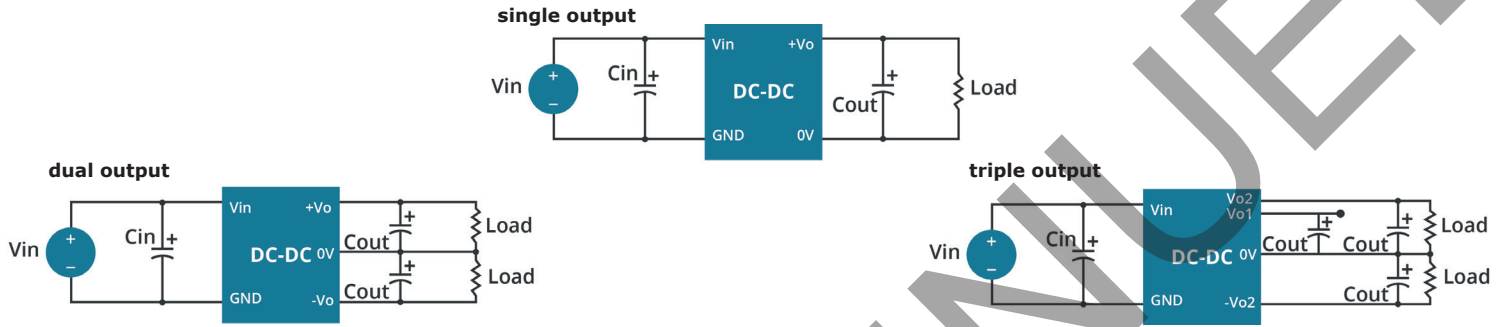 single output
Vin
+
−
Cin
+
Vin
+Vo
DC-DC
GND
0V
+
Cout
Load
dual output
Vin
+
−
Cin
+
Vin
+Vo
DC-DC
0V
GND
-Vo
Cout
+
Load
Cout
+
Load
triple output
Vin
+
−
Cin
+
Vin
Vo2
Vo1
DC-DC
0V
GND
-Vo2
Cout
+
Cout
+
Load
Cout
+
Load